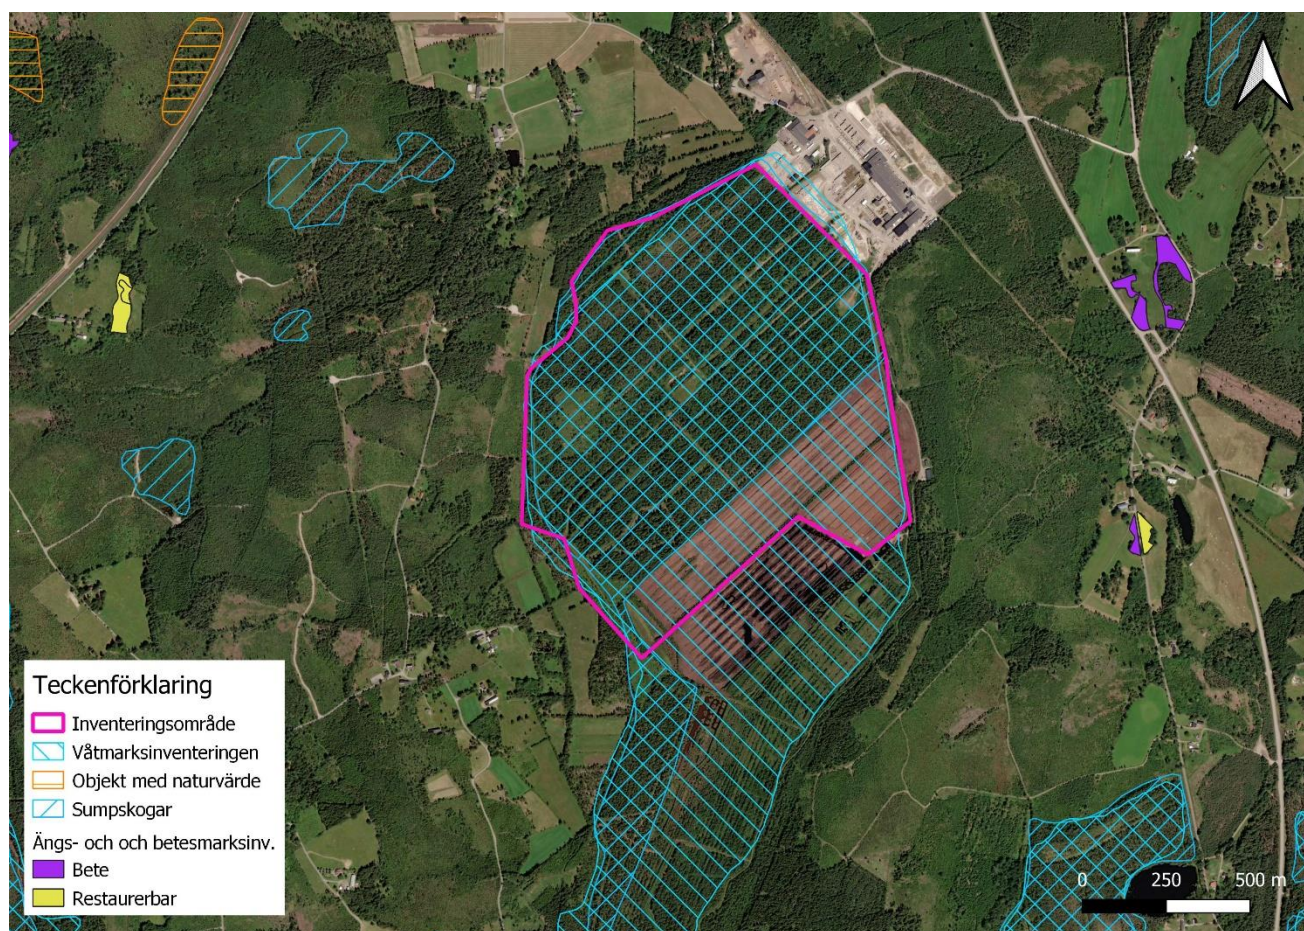 Teckenförklaring
Inventeringsområde
Våtmarksinventeringen
Objekt med naturvärde
Sumpskogar
Ängs- och och betesmarksinv.
Bete
Restaurerbar
0 250 500 m